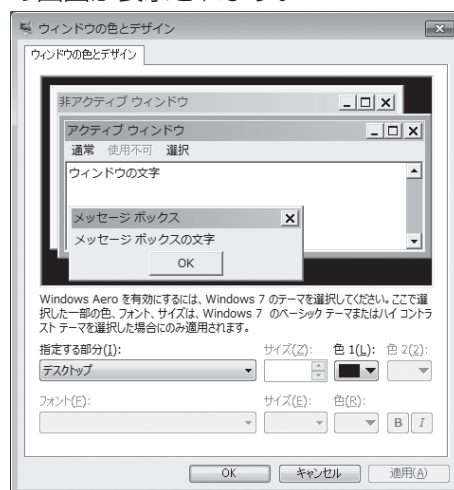 ウィンドウの色とデザイン
ウィンドウの色とデザイン
非アクティブ ウィンドウ
アクティブ ウィンドウ
通常 使用不可 選択
ウィンドウの文字
メッセージ ボックス
メッセージ ボックスの文字
OK
Windows Aero を有効にするには、Windows 7 のテーマを選択してください。ここで選
択した一部の色、フォント、サイズは、Windows 7 のベーシック テーマまたはハイ コントラ
スト テーマを選択した場合にのみ適用されます。
指定する部分(I): サイズ(Z): 色 1(L): 色 2(2):
デスクトップ
フォント(F): サイズ(E): 色(R):
B I
OK キャンセル 適用(A)